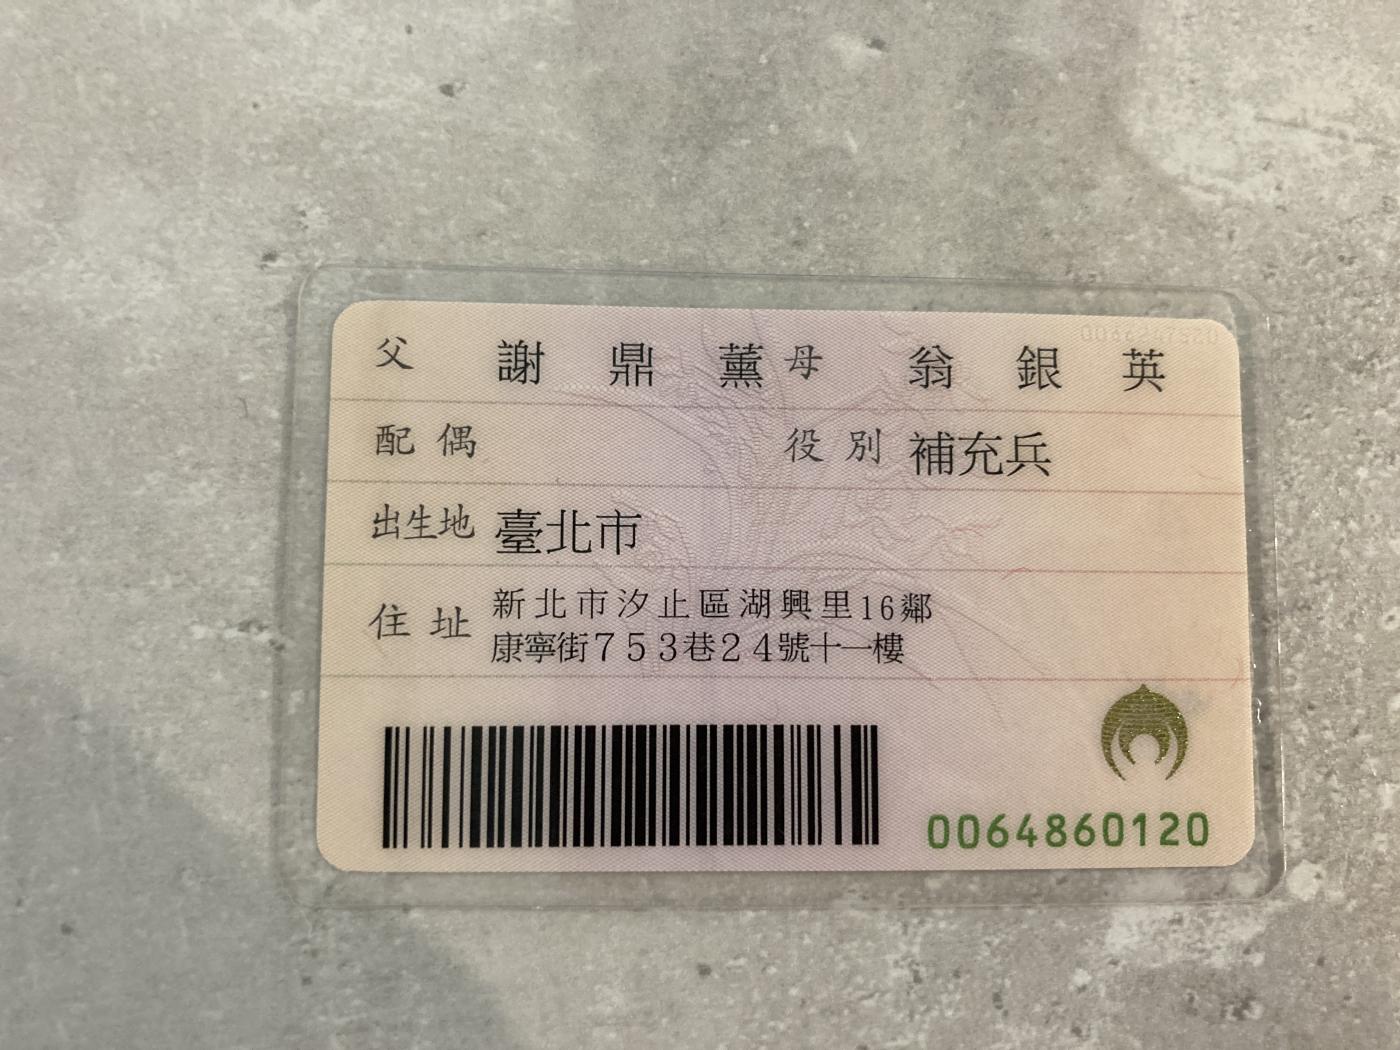 父 謝鼎薰 母 翁銀英
配偶 役別 補充兵
出生地 臺北市
住址 新北市汐止區湖興里16鄰
康寧街753巷24號十一樓
0064860120